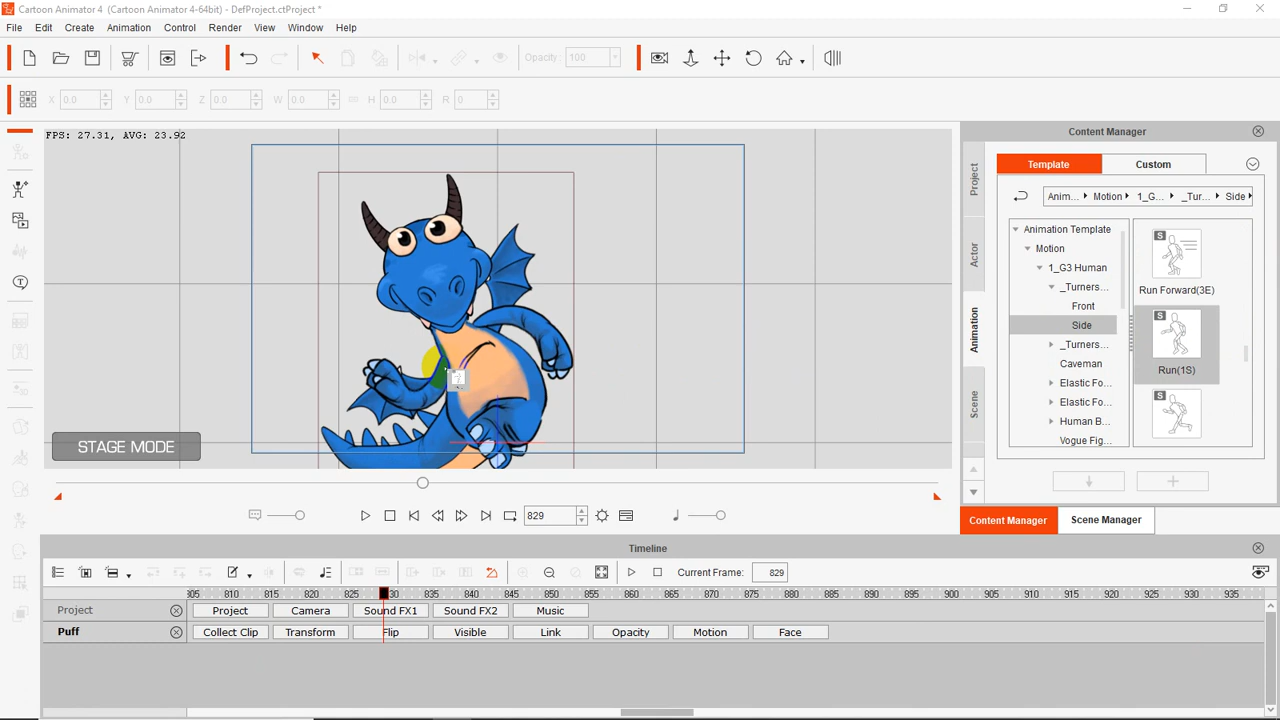 Cartoon Animator 4 (Cartoon Animator 4-64bit) - DefProject.ctProject *
File Edit Create Animation Control Render View Window Help
Opacity: 100
X 0.0 Y 0.0 Z 0.0 W 0.0 H 0.0 R 0
FPS: 27.31, AVG: 23.92
Content Manager
Project
Actor
Animation
Scene
Template Custom
Anim... Motion 1_G... _Tur... Side
Animation Template
Motion
1_G3 Human
_Turners...
Front
Side
_Turners...
Caveman
Elastic Fo...
Elastic Fo...
Human B...
Vogue Fig...
S
Run Forward(3E)
S
Run(1S)
S
STAGE MODE
829
Content Manager Scene Manager
Timeline
Current Frame: 829
805 810 815 820 825 830 835 840 845 850 855 860 865 870 875 880 885 890 895 900 905 910 915 920 925 930 935
Project Project Camera Sound FX1 Sound FX2 Music
Puff Collect Clip Transform Flip Visible Link Opacity Motion Face